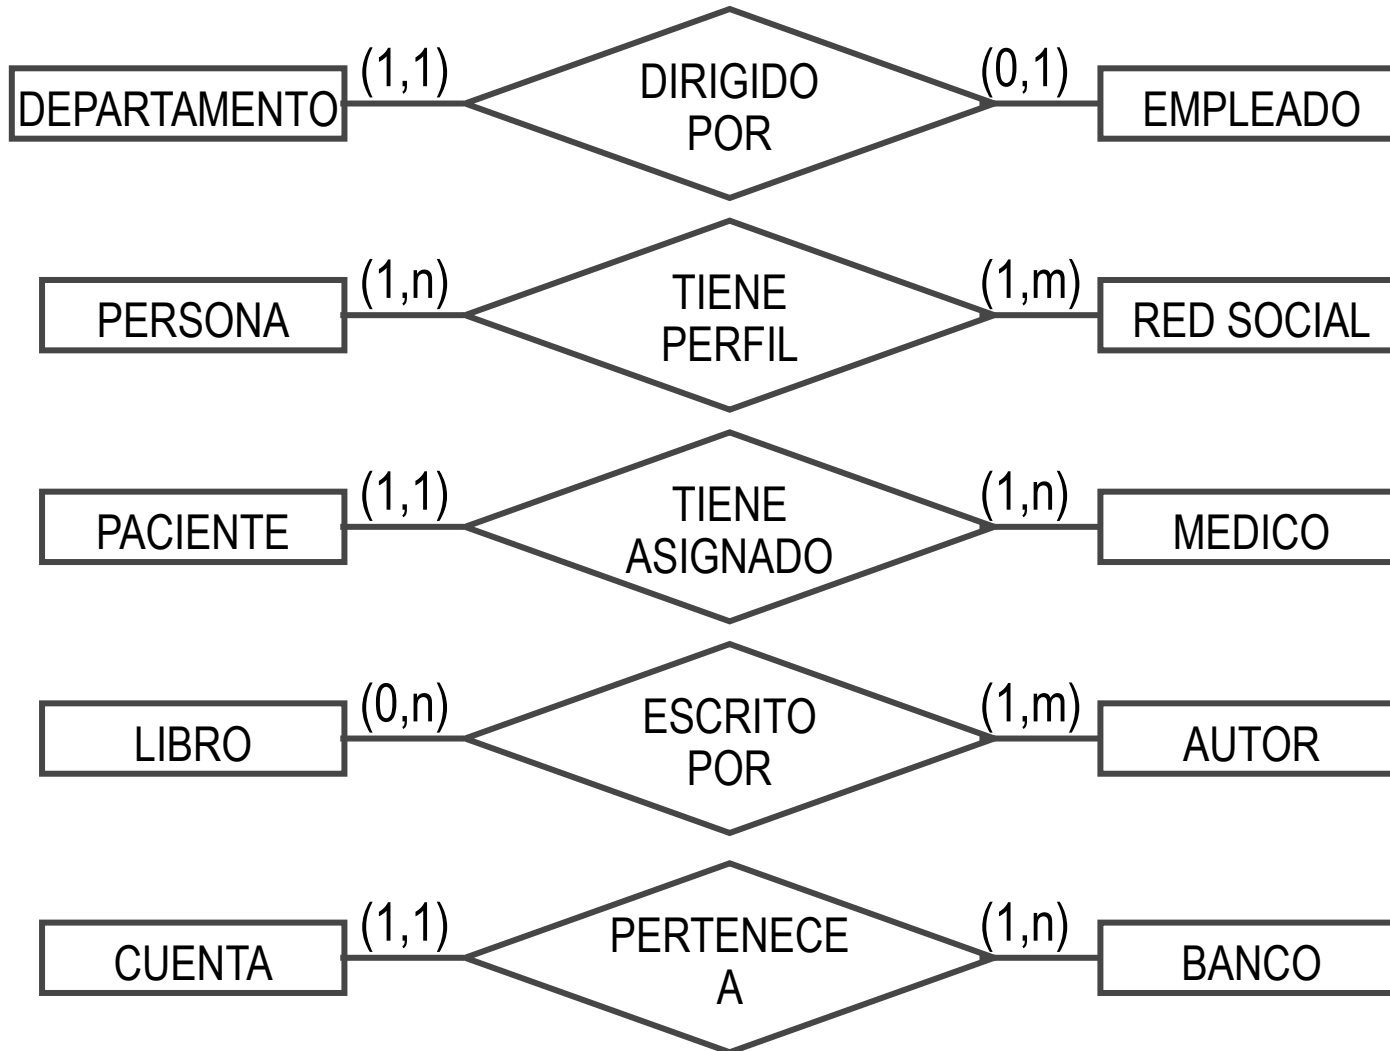 (1,1) (0,1)
DEPARTAMENTO DIRIGIDO POR EMPLEADO
(1,n) (1,m)
PERSONA TIENE PERFIL RED SOCIAL
(1,1) (1,n)
PACIENTE TIENE ASIGNADO MEDICO
(0,n) (1,m)
LIBRO ESCRITO POR AUTOR
(1,1) (1,n)
CUENTA PERTENECE A BANCO